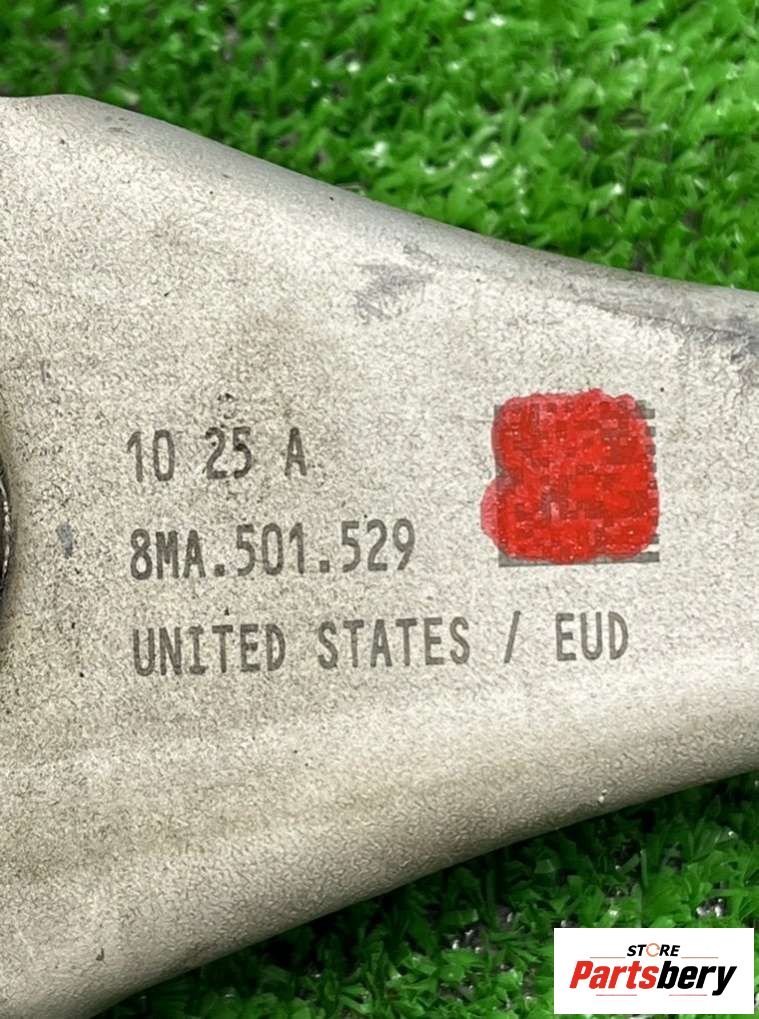 10 25 A
8MA.501.529
UNITED STATES / EUD
STORE
Partsbery